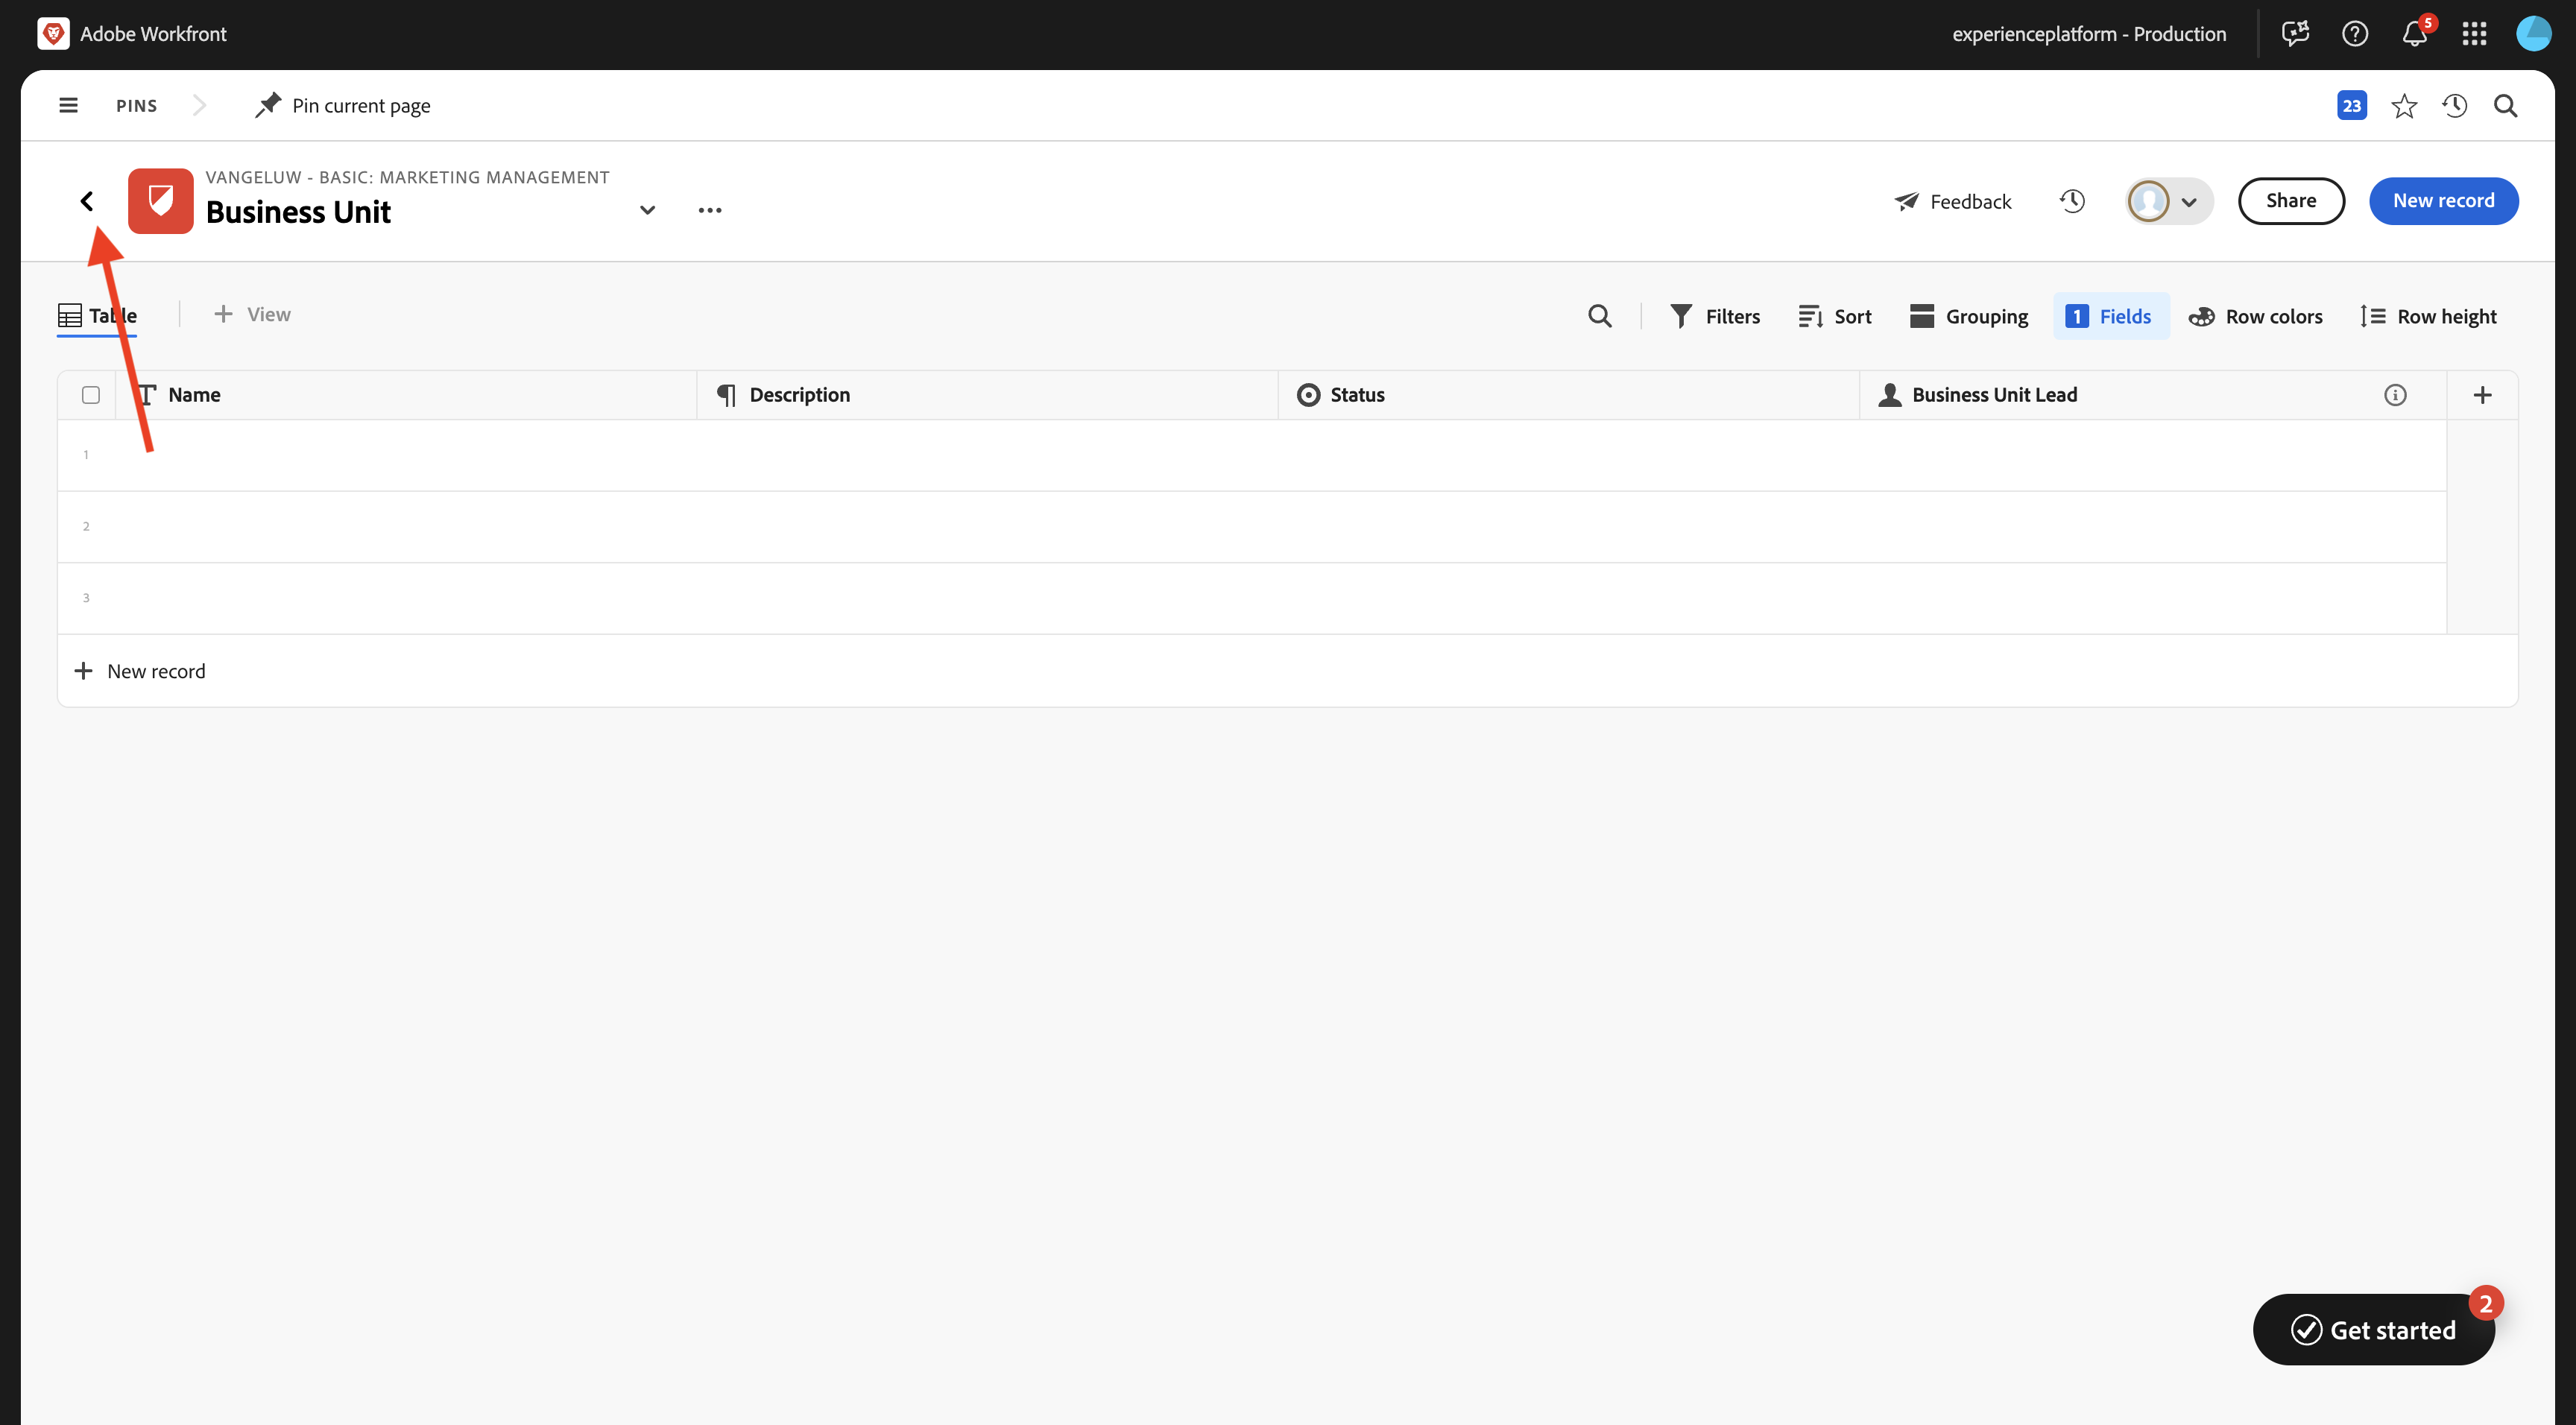 Adobe Workfront
experienceplatform - Production
5
PINS
Pin current page
23
VANGELUW - BASIC: MARKETING MANAGEMENT
Business Unit
Feedback
Share
New record
Table
View
Filters
Sort
Grouping
1 Fields
Row colors
Row height
Name
Description
Status
Business Unit Lead
1
2
3
New record
2
Get started